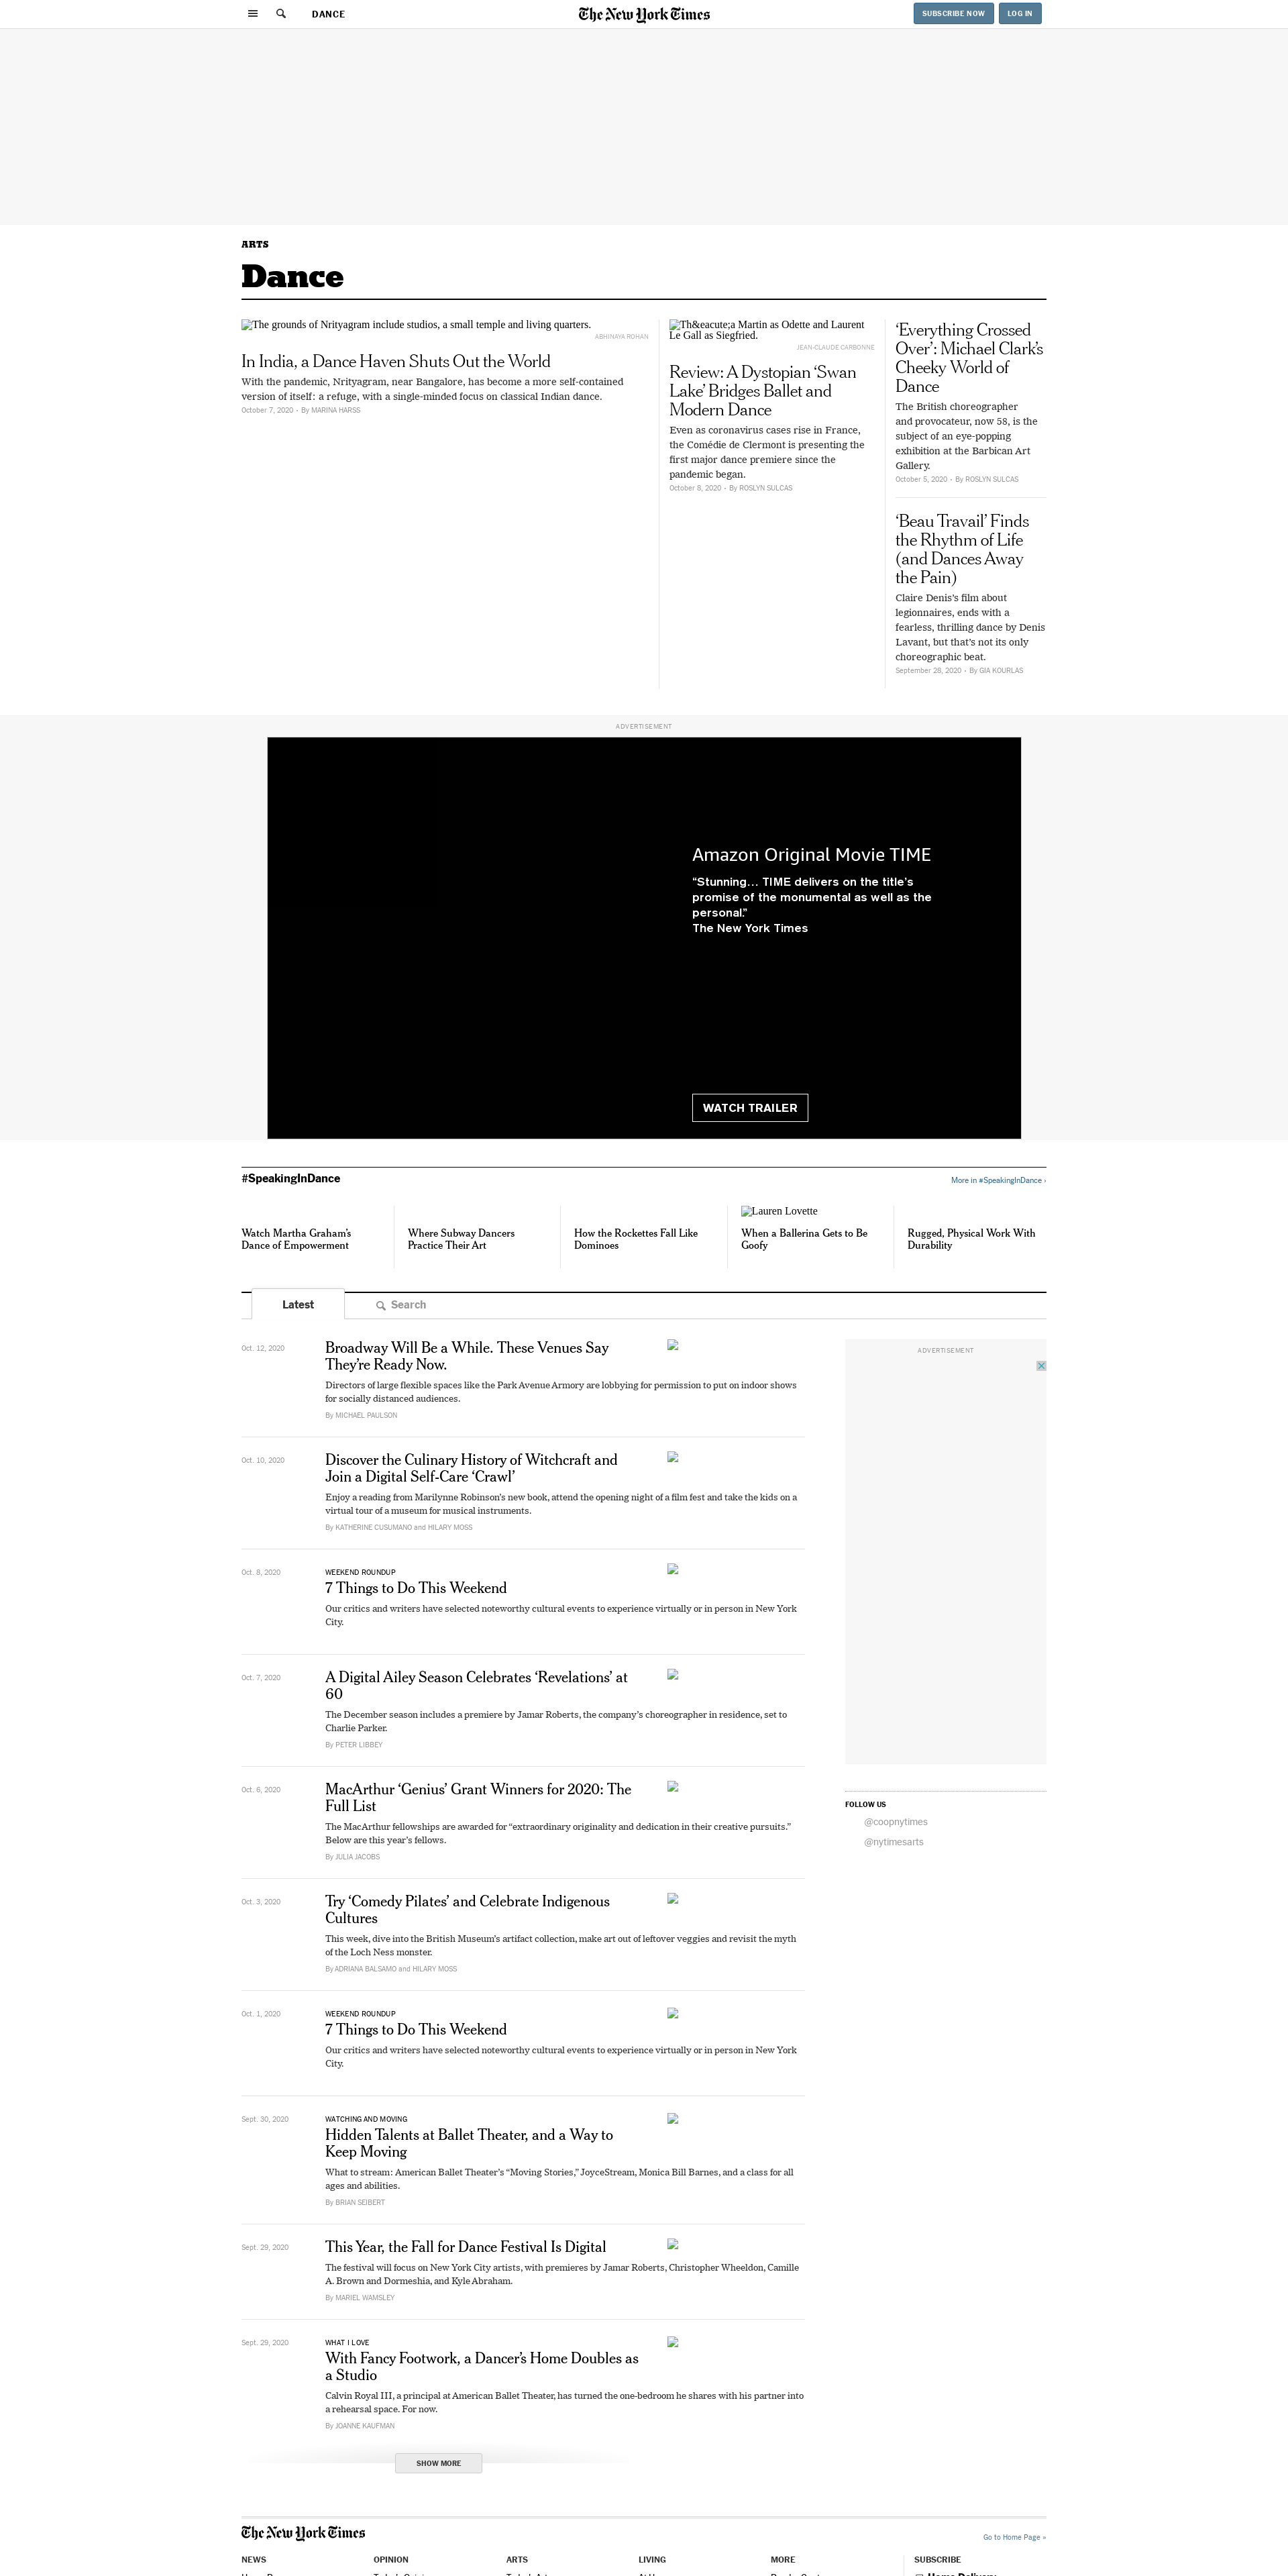 DANCE
The New York Times
SUBSCRIBE NOW
LOG IN
ARTS
Dance
The grounds of Nrityagram include studios, a small temple and living quarters.
ABHINAYA ROHAN
In India, a Dance Haven Shuts Out the World
With the pandemic, Nrityagram, near Bangalore, has become a more self-contained
version of itself: a refuge, with a single-minded focus on classical Indian dance.
October 7, 2020 • By MARINA HARSS
Th&eacute;a Martin as Odette and Laurent
Le Gall as Siegfried.
JEAN-CLAUDE CARBONNE
Review: A Dystopian ‘Swan
Lake’ Bridges Ballet and
Modern Dance
Even as coronavirus cases rise in France,
the Comédie de Clermont is presenting the
first major dance premiere since the
pandemic began.
October 8, 2020 • By ROSLYN SULCAS
‘Everything Crossed
Over’: Michael Clark’s
Cheeky World of
Dance
The British choreographer
and provocateur, now 58, is the
subject of an eye-popping
exhibition at the Barbican Art
Gallery.
October 5, 2020 • By ROSLYN SULCAS
‘Beau Travail’ Finds
the Rhythm of Life
(and Dances Away
the Pain)
Claire Denis’s film about
legionnaires, ends with a
fearless, thrilling dance by Denis
Lavant, but that’s not its only
choreographic beat.
September 28, 2020 • By GIA KOURLAS
ADVERTISEMENT
Amazon Original Movie TIME
“Stunning… TIME delivers on the title’s
promise of the monumental as well as the
personal.”
The New York Times
WATCH TRAILER
#SpeakingInDance
More in #SpeakingInDance ›
Watch Martha Graham’s
Dance of Empowerment
Where Subway Dancers
Practice Their Art
How the Rockettes Fall Like
Dominoes
Lauren Lovette
When a Ballerina Gets to Be
Goofy
Rugged, Physical Work With
Durability
Latest
Search
Oct. 12, 2020
Broadway Will Be a While. These Venues Say
They’re Ready Now.
Directors of large flexible spaces like the Park Avenue Armory are lobbying for permission to put on indoor shows
for socially distanced audiences.
By MICHAEL PAULSON
ADVERTISEMENT
Oct. 10, 2020
Discover the Culinary History of Witchcraft and
Join a Digital Self-Care ‘Crawl’
Enjoy a reading from Marilynne Robinson’s new book, attend the opening night of a film fest and take the kids on a
virtual tour of a museum for musical instruments.
By KATHERINE CUSUMANO and HILARY MOSS
Oct. 8, 2020
WEEKEND ROUNDUP
7 Things to Do This Weekend
Our critics and writers have selected noteworthy cultural events to experience virtually or in person in New York
City.
Oct. 7, 2020
A Digital Ailey Season Celebrates ‘Revelations’ at
60
The December season includes a premiere by Jamar Roberts, the company’s choreographer in residence, set to
Charlie Parker.
By PETER LIBBEY
Oct. 6, 2020
MacArthur ‘Genius’ Grant Winners for 2020: The
Full List
The MacArthur fellowships are awarded for “extraordinary originality and dedication in their creative pursuits.”
Below are this year’s fellows.
By JULIA JACOBS
FOLLOW US
@coopnytimes
@nytimesarts
Oct. 3, 2020
Try ‘Comedy Pilates’ and Celebrate Indigenous
Cultures
This week, dive into the British Museum’s artifact collection, make art out of leftover veggies and revisit the myth
of the Loch Ness monster.
By ADRIANA BALSAMO and HILARY MOSS
Oct. 1, 2020
WEEKEND ROUNDUP
7 Things to Do This Weekend
Our critics and writers have selected noteworthy cultural events to experience virtually or in person in New York
City.
Sept. 30, 2020
WATCHING AND MOVING
Hidden Talents at Ballet Theater, and a Way to
Keep Moving
What to stream: American Ballet Theater’s “Moving Stories,” JoyceStream, Monica Bill Barnes, and a class for all
ages and abilities.
By BRIAN SEIBERT
Sept. 29, 2020
This Year, the Fall for Dance Festival Is Digital
The festival will focus on New York City artists, with premieres by Jamar Roberts, Christopher Wheeldon, Camille
A. Brown and Dormeshia, and Kyle Abraham.
By MARIEL WAMSLEY
Sept. 29, 2020
WHAT I LOVE
With Fancy Footwork, a Dancer’s Home Doubles as
a Studio
Calvin Royal III, a principal at American Ballet Theater, has turned the one-bedroom he shares with his partner into
a rehearsal space. For now.
By JOANNE KAUFMAN
SHOW MORE
The New York Times
Go to Home Page »
NEWS
OPINION
ARTS
LIVING
MORE
SUBSCRIBE